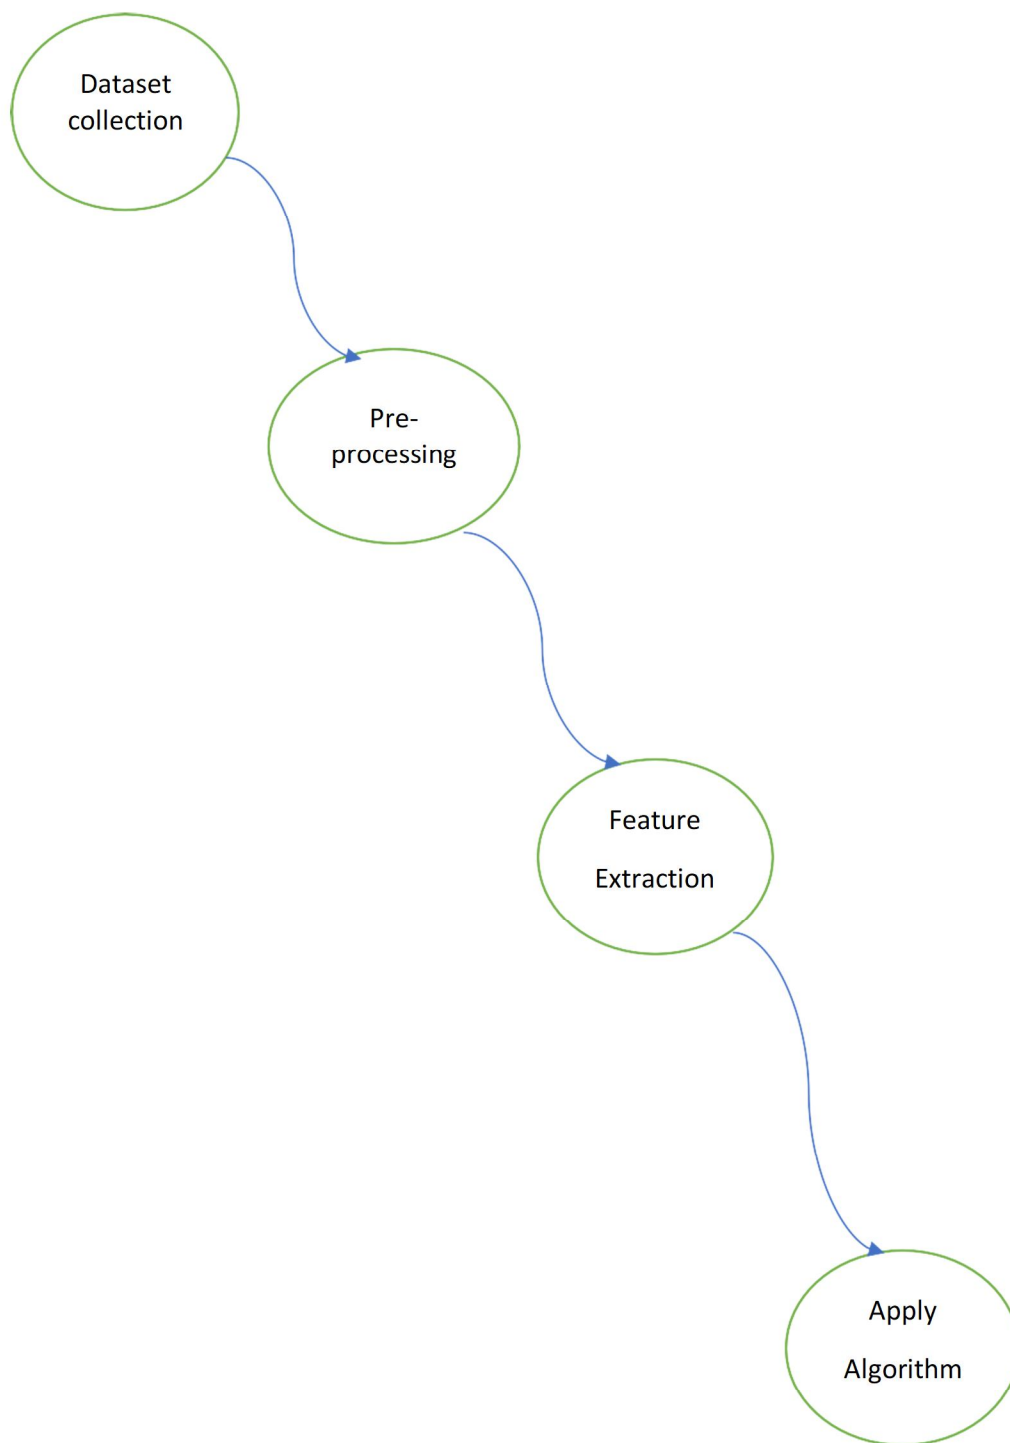 Dataset
collection
Pre-
processing
Feature
Extraction
Apply
Algorithm